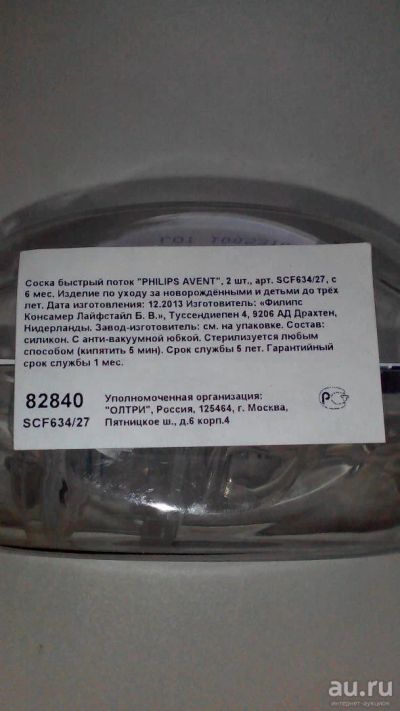 Соска быстрый поток "PHILIPS AVENT", 2 шт., арт. SCF634/27, с
6 мес. Изделие по уходу за новорождёнными и детьми до трёх
лет. Дата изготовления: 12.2013 Изготовитель: «Филипс
Консамер Лайфстайл Б. В.», Туссендиепен 4, 9206 АД Драхтен,
Нидерланды. Завод-изготовитель: см. на упаковке. Состав:
силикон. С анти-вакуумной юбкой. Стерилизуется любым
способом (кипятить 5 мин). Срок службы 5 лет. Гарантийный
срок службы 1 мес.
82840
SCF634/27
Уполномоченная организация:
"ОЛТРИ", Россия, 125464, г. Москва,
Пятницкое ш., д.6 корп.4
au.ru
интернет-аукцион